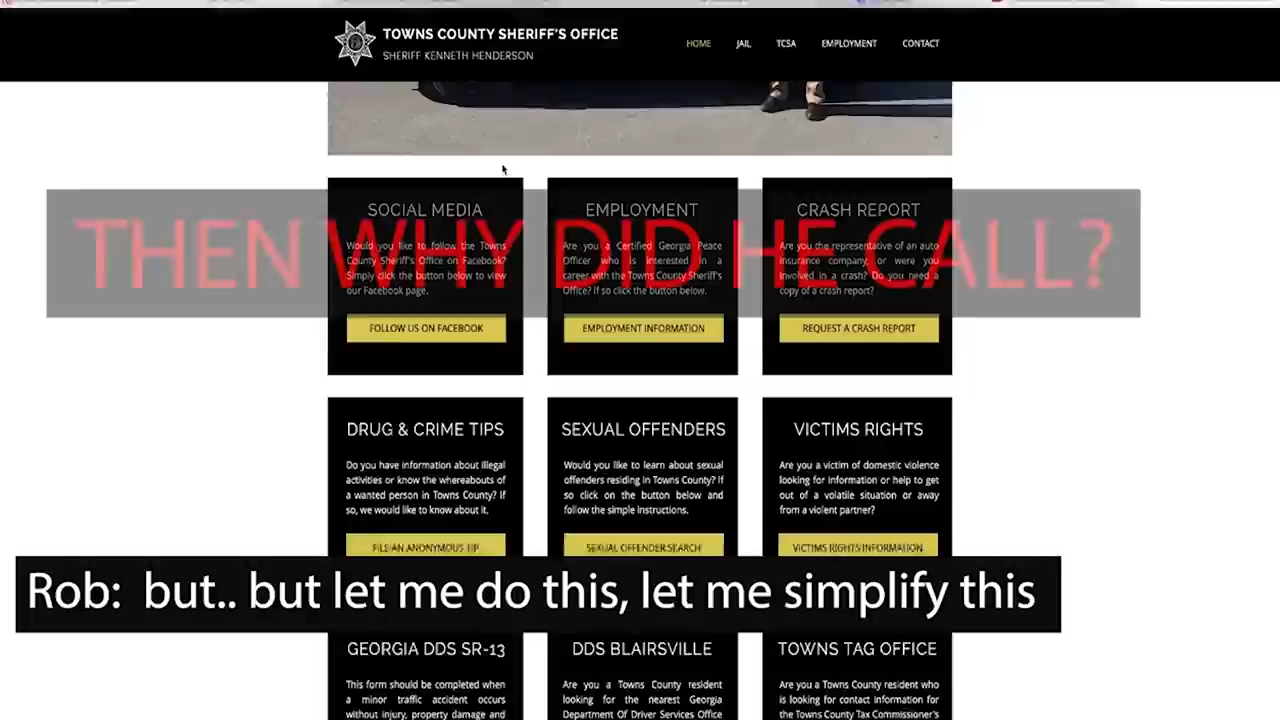 TOWNS COUNTY SHERIFF'S OFFICE
SHERIFF KENNETH HENDERSON
HOME
JAIL
TCSA
EMPLOYMENT
CONTACT
SOCIAL MEDIA
Would you like to follow the Towns
County Sheriff's Office on Facebook?
Simply click the button below to view
our Facebook page.
FOLLOW US ON FACEBOOK
EMPLOYMENT
Are you a Certified Georgia Peace
Officer who is interested in a
career with the Towns County Sheriff's
Office? If so click the button below.
EMPLOYMENT INFORMATION
CRASH REPORT
Are you the representative of an auto
insurance company, or were you
involved in a crash? Do you need a
copy of a crash report?
REQUEST A CRASH REPORT
THEN WHY DID HE CALL?
DRUG & CRIME TIPS
Do you have information about illegal
activities or know the whereabouts of
a wanted person in Towns County? If
so, we would like to know about it.
FILE AN ANONYMOUS TIP
SEXUAL OFFENDERS
Would you like to learn about sexual
offenders residing in Towns County? If
so click on the button below and
follow the simple instructions.
SEXUAL OFFENDER SEARCH
VICTIMS RIGHTS
Are you a victim of domestic violence
looking for information or help to get
out of a volatile situation or away
from a violent partner?
VICTIMS RIGHTS INFORMATION
Rob: but.. but let me do this, let me simplify this
GEORGIA DDS SR-13
This form should be completed when
a minor traffic accident occurs
without injury, property damage and
DDS BLAIRSVILLE
Are you a Towns County resident
looking for the nearest Georgia
Department Of Driver Services Office
TOWNS TAG OFFICE
Are you a Towns County resident who
is looking for contact information for
the Towns County Tax Commissioner's